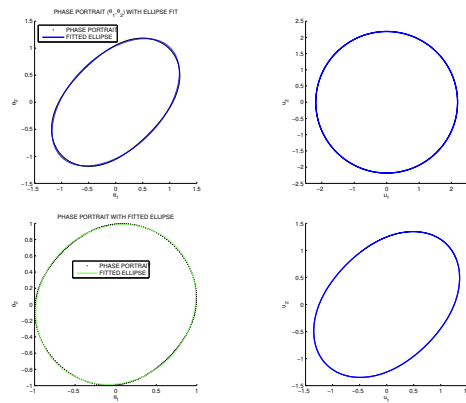 PHASE PORTRAIT (θ1,θ2) WITH ELLIPSE FIT
PHASE PORTRAIT
FITTED ELLIPSE
1.5
1
0.5
0
-0.5
-1
-1.5
θ2
-1.5 -1 -0.5 0 0.5 1 1.5
θ1
2.5
2
1.5
1
0.5
0
-0.5
-1
-1.5
-2
-2.5
u2
-2 -1 0 1 2
u1
PHASE PORTRAIT WITH FITTED ELLIPSE
PHASE PORTRAIT
FITTED ELLIPSE
1
0.8
0.6
0.4
0.2
0
-0.2
-0.4
-0.6
-0.8
-1
θ2
-1 -0.5 0 0.5 1
θ1
1.5
1
0.5
0
-0.5
-1
-1.5
u2
-1.5 -1 -0.5 0 0.5 1
u1